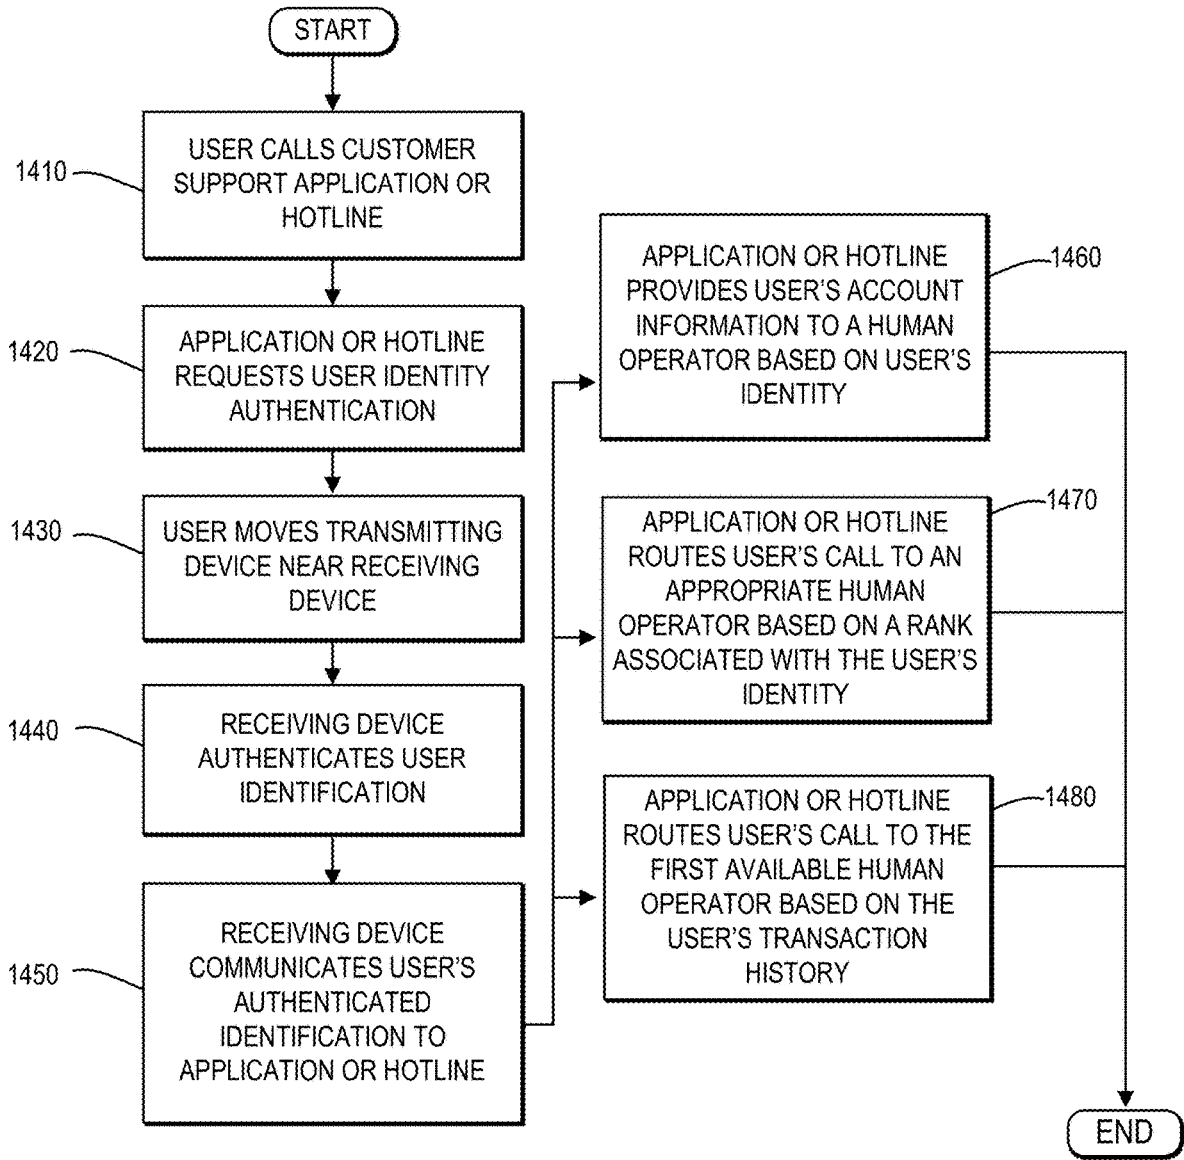 START
1410
USER CALLS CUSTOMER
SUPPORT APPLICATION OR
HOTLINE
1420
APPLICATION OR HOTLINE
REQUESTS USER IDENTITY
AUTHENTICATION
1430
USER MOVES TRANSMITTING
DEVICE NEAR RECEIVING
DEVICE
1440
RECEIVING DEVICE
AUTHENTICATES USER
IDENTIFICATION
1450
RECEIVING DEVICE
COMMUNICATES USER'S
AUTHENTICATED
IDENTIFICATION TO
APPLICATION OR HOTLINE
1460
APPLICATION OR HOTLINE
PROVIDES USER'S ACCOUNT
INFORMATION TO A HUMAN
OPERATOR BASED ON USER'S
IDENTITY
1470
APPLICATION OR HOTLINE
ROUTES USER'S CALL TO AN
APPROPRIATE HUMAN
OPERATOR BASED ON A RANK
ASSOCIATED WITH THE USER'S
IDENTITY
1480
APPLICATION OR HOTLINE
ROUTES USER'S CALL TO THE
FIRST AVAILABLE HUMAN
OPERATOR BASED ON THE
USER'S TRANSACTION
HISTORY
END